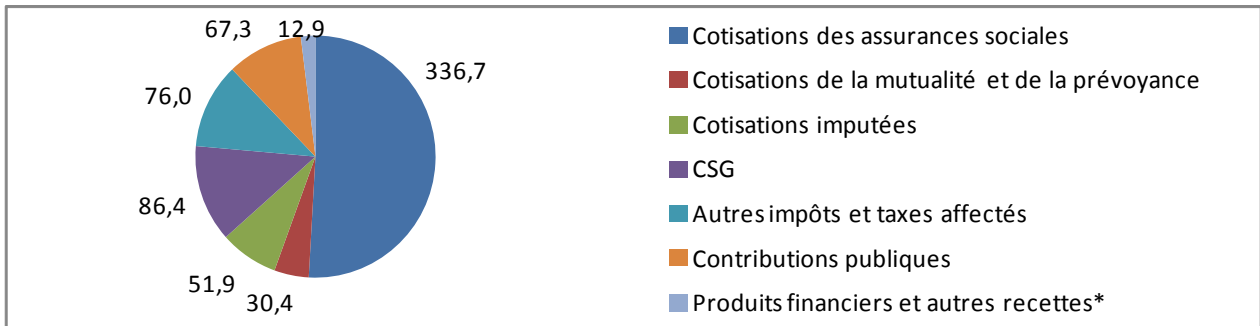 67,3
12,9
336,7
76,0
86,4
51,9
30,4
Cotisations des assurances sociales
Cotisations de la mutualité et de la prévoyance
Cotisations imputées
CSG
Autres impôts et taxes affectés
Contributions publiques
Produits financiers et autres recettes*